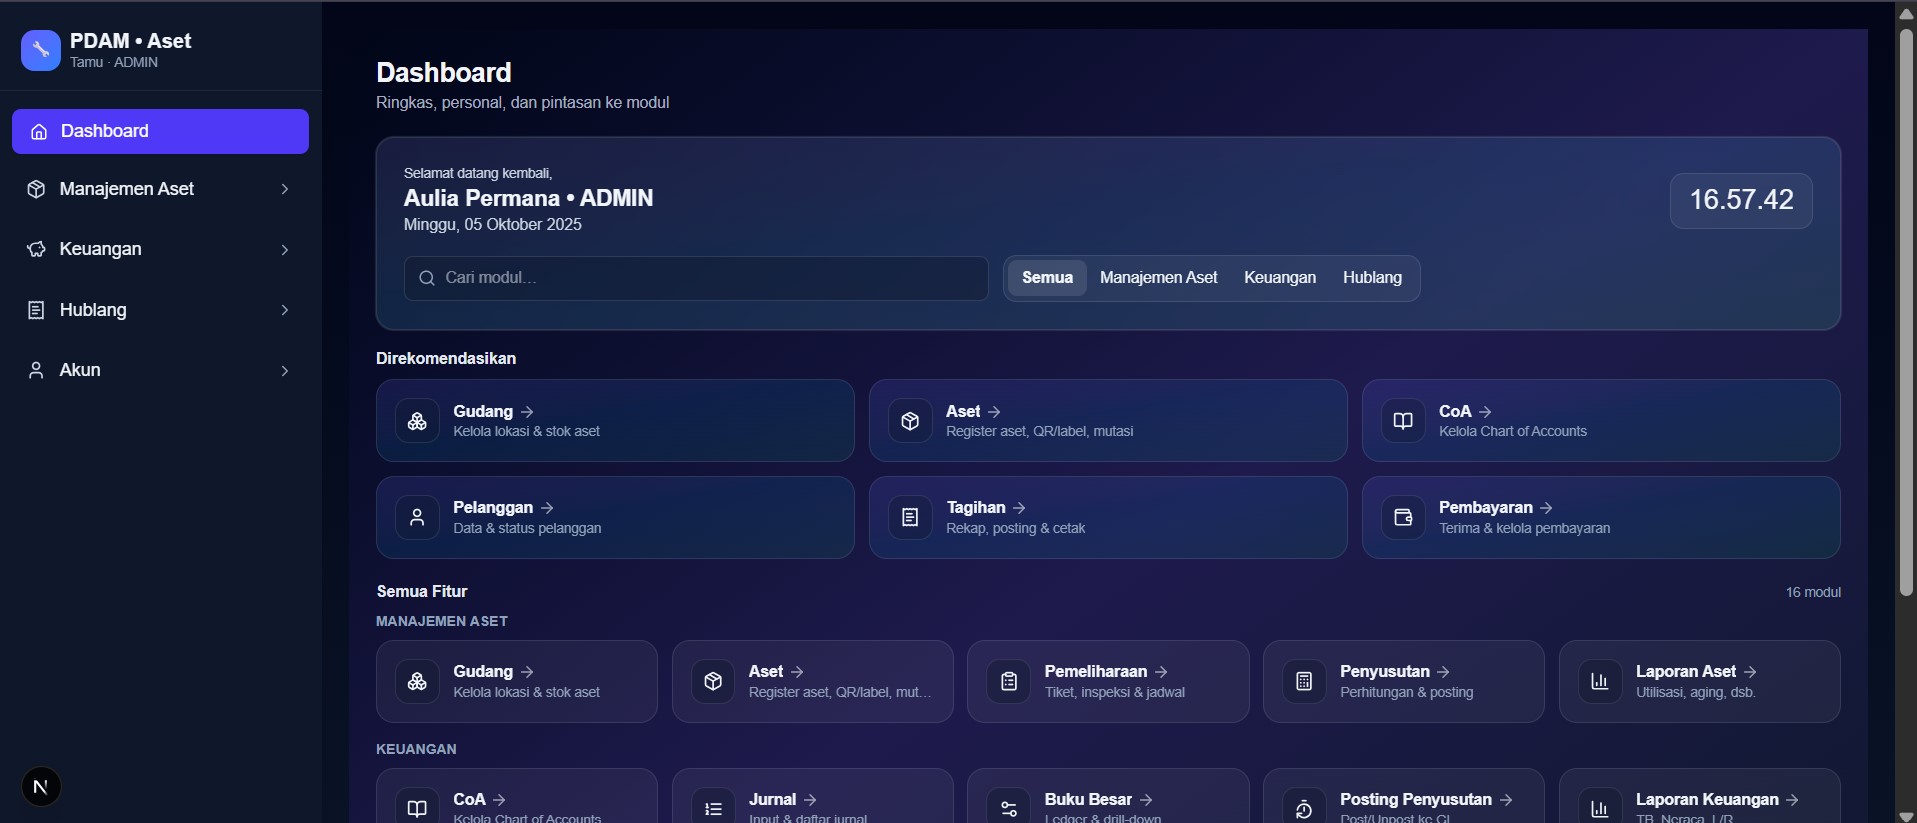 PDAM • Aset
Tamu · ADMIN
Dashboard
Manajemen Aset
Keuangan
Hublang
Akun
N
Dashboard
Ringkas, personal, dan pintasan ke modul
Selamat datang kembali,
Aulia Permana • ADMIN
Minggu, 05 Oktober 2025
16.57.42
Cari modul...
Semua Manajemen Aset Keuangan Hublang
Direkomendasikan
Gudang →
Kelola lokasi & stok aset
Aset →
Register aset, QR/label, mutasi
CoA →
Kelola Chart of Accounts
Pelanggan →
Data & status pelanggan
Tagihan →
Rekap, posting & cetak
Pembayaran →
Terima & kelola pembayaran
Semua Fitur
16 modul
MANAJEMEN ASET
Gudang →
Kelola lokasi & stok aset
Aset →
Register aset, QR/label, mut...
Pemeliharaan →
Tiket, inspeksi & jadwal
Penyusutan →
Perhitungan & posting
Laporan Aset →
Utilisasi, aging, dsb.
KEUANGAN
CoA →
Kelola Chart of Accounts
Jurnal →
Input & daftar jurnal
Buku Besar →
Ledger & drill-down
Posting Penyusutan →
Post/Unpost ke GL
Laporan Keuangan →
TB, Neraca, L/R